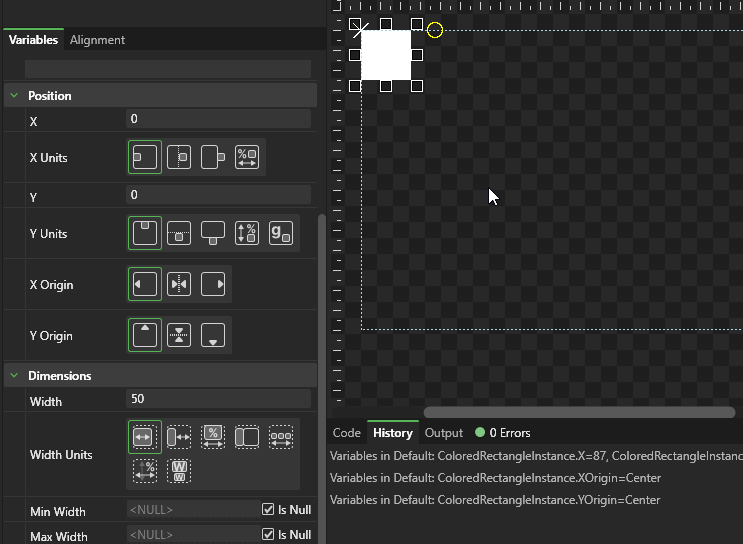 Variables Alignment
Position
X 0
X Units %
Y 0
Y Units % g
X Origin
Y Origin
Dimensions
Width 50
Width Units %
% W W
Min Width <NULL> Is Null
Max Width <NULL> Is Null
Code History Output 0 Errors
Variables in Default: ColoredRectangleInstance.X=87, ColoredRectangleInstanc
Variables in Default: ColoredRectangleInstance.XOrigin=Center
Variables in Default: ColoredRectangleInstance.YOrigin=Center